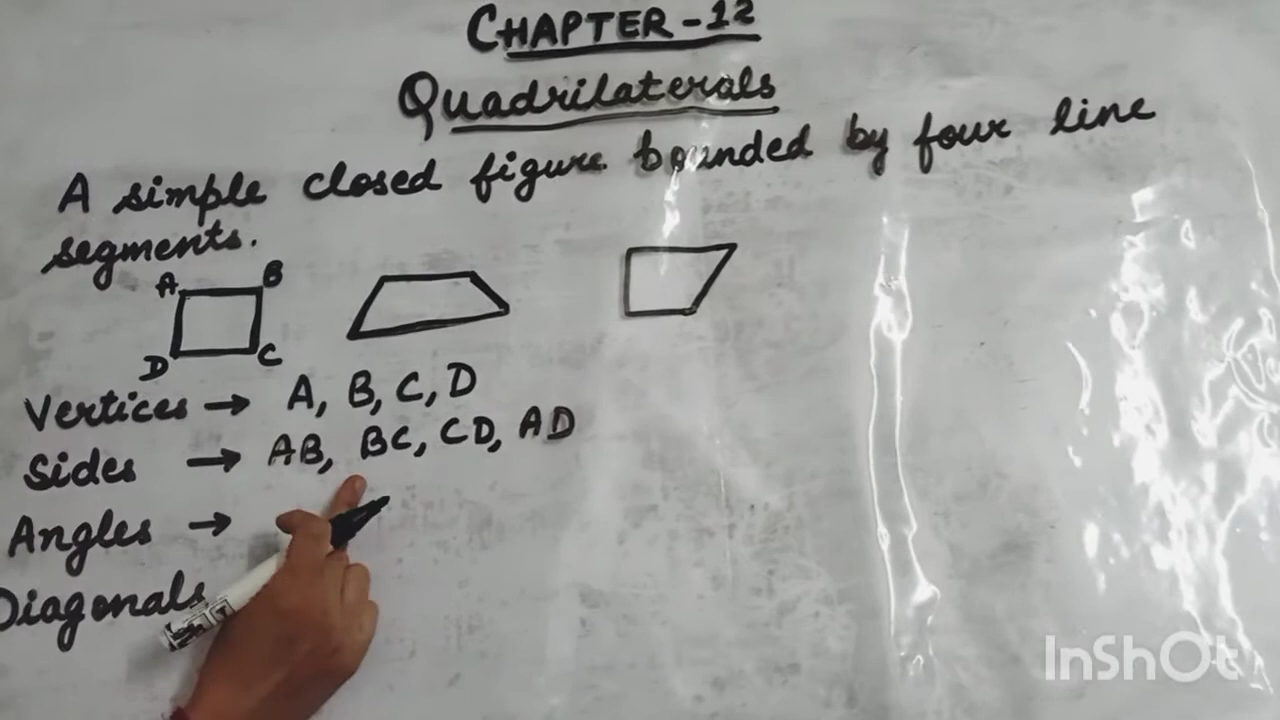 CHAPTER - 12
Quadrilaterals
A simple closed figure bounded by four line
segments.
A B
D C
Vertices → A, B, C, D
Sides → AB, BC, CD, AD
Angles →
Diagonals
InShOt